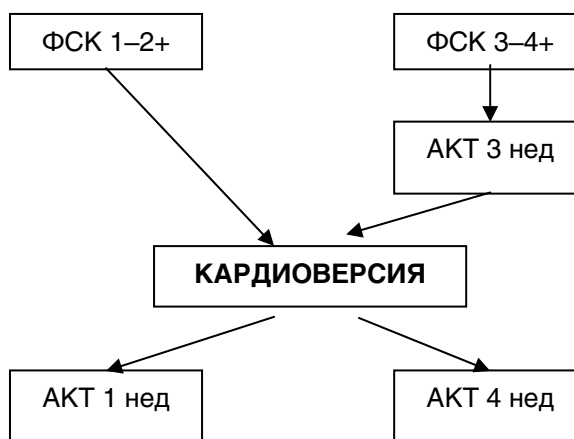 ФСК 1–2+
ФСК 3–4+
АКТ 3 нед
КАРДИОВЕРСИЯ
АКТ 1 нед
АКТ 4 нед